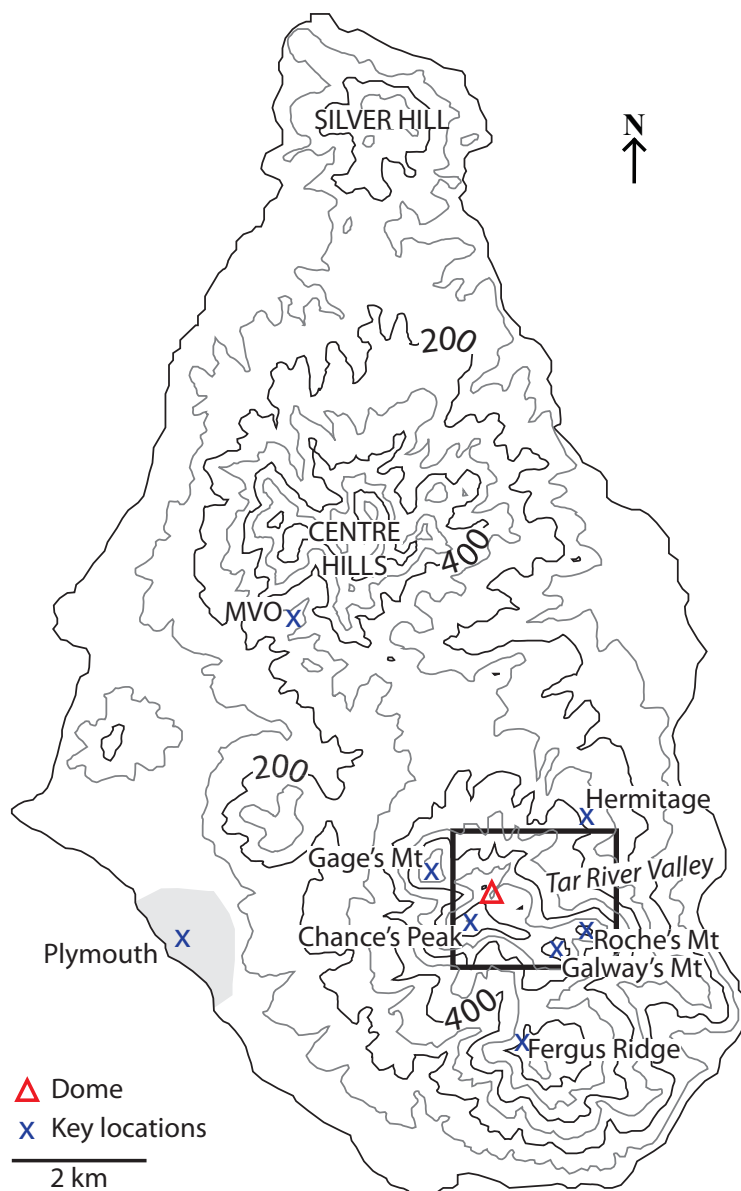 SILVER HILL
N
200
CENTRE
HILLS
400
MVO
200
Hermitage
Gage's Mt
Tar River Valley
Chance's Peak
Roche's Mt
Plymouth
Galway's Mt
400
Fergus Ridge
Dome
x Key locations
2 km